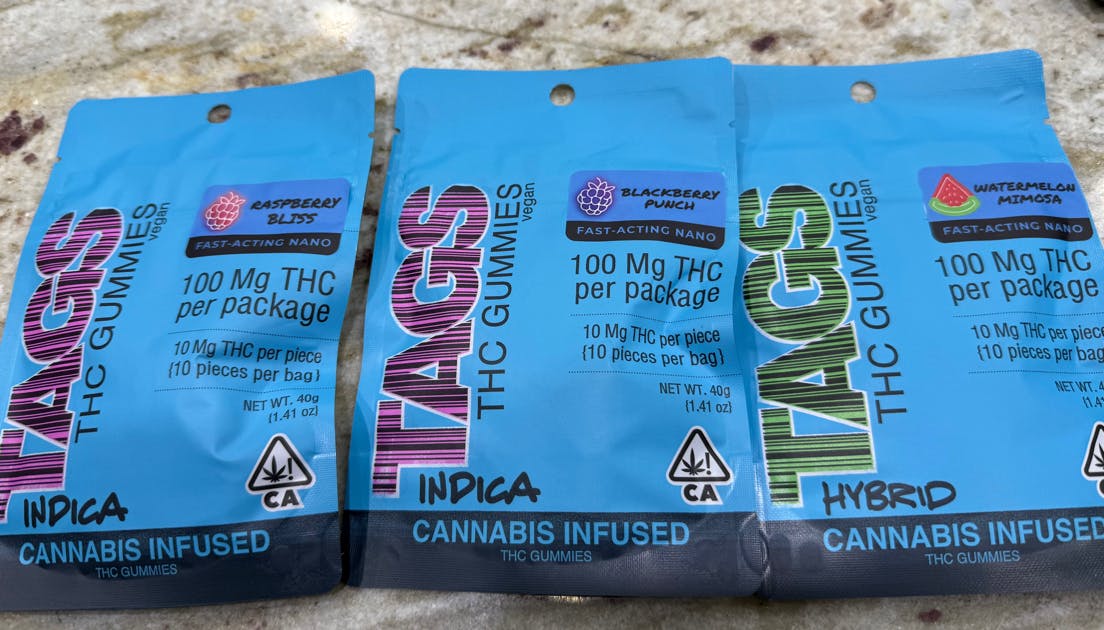 TAGS
THC GUMMIES
vegan
RASPBERRY
BLISS
FAST-ACTING NANO
100 Mg THC
per package
10 Mg THC per piece
{10 pieces per bag}
NET WT. 40g
{1.41 oz}
!
CA
INDICA
CANNABIS INFUSED
THC GUMMIES
TAGS
THC GUMMIES
vegan
BLACKBERRY
PUNCH
FAST-ACTING NANO
100 Mg THC
per package
10 Mg THC per piece
{10 pieces per bag}
NET WT. 40g
{1.41 oz}
!
CA
INDICA
CANNABIS INFUSED
THC GUMMIES
TAGS
THC GUMMIES
vegan
WATERMELON
MIMOSA
FAST-ACTING NANO
100 Mg THC
per package
10 Mg THC per piece
{10 pieces per bag
NET WT. 4
{1.4
CA
HYBRID
CANNABIS INFUSED
THC GUMMIES